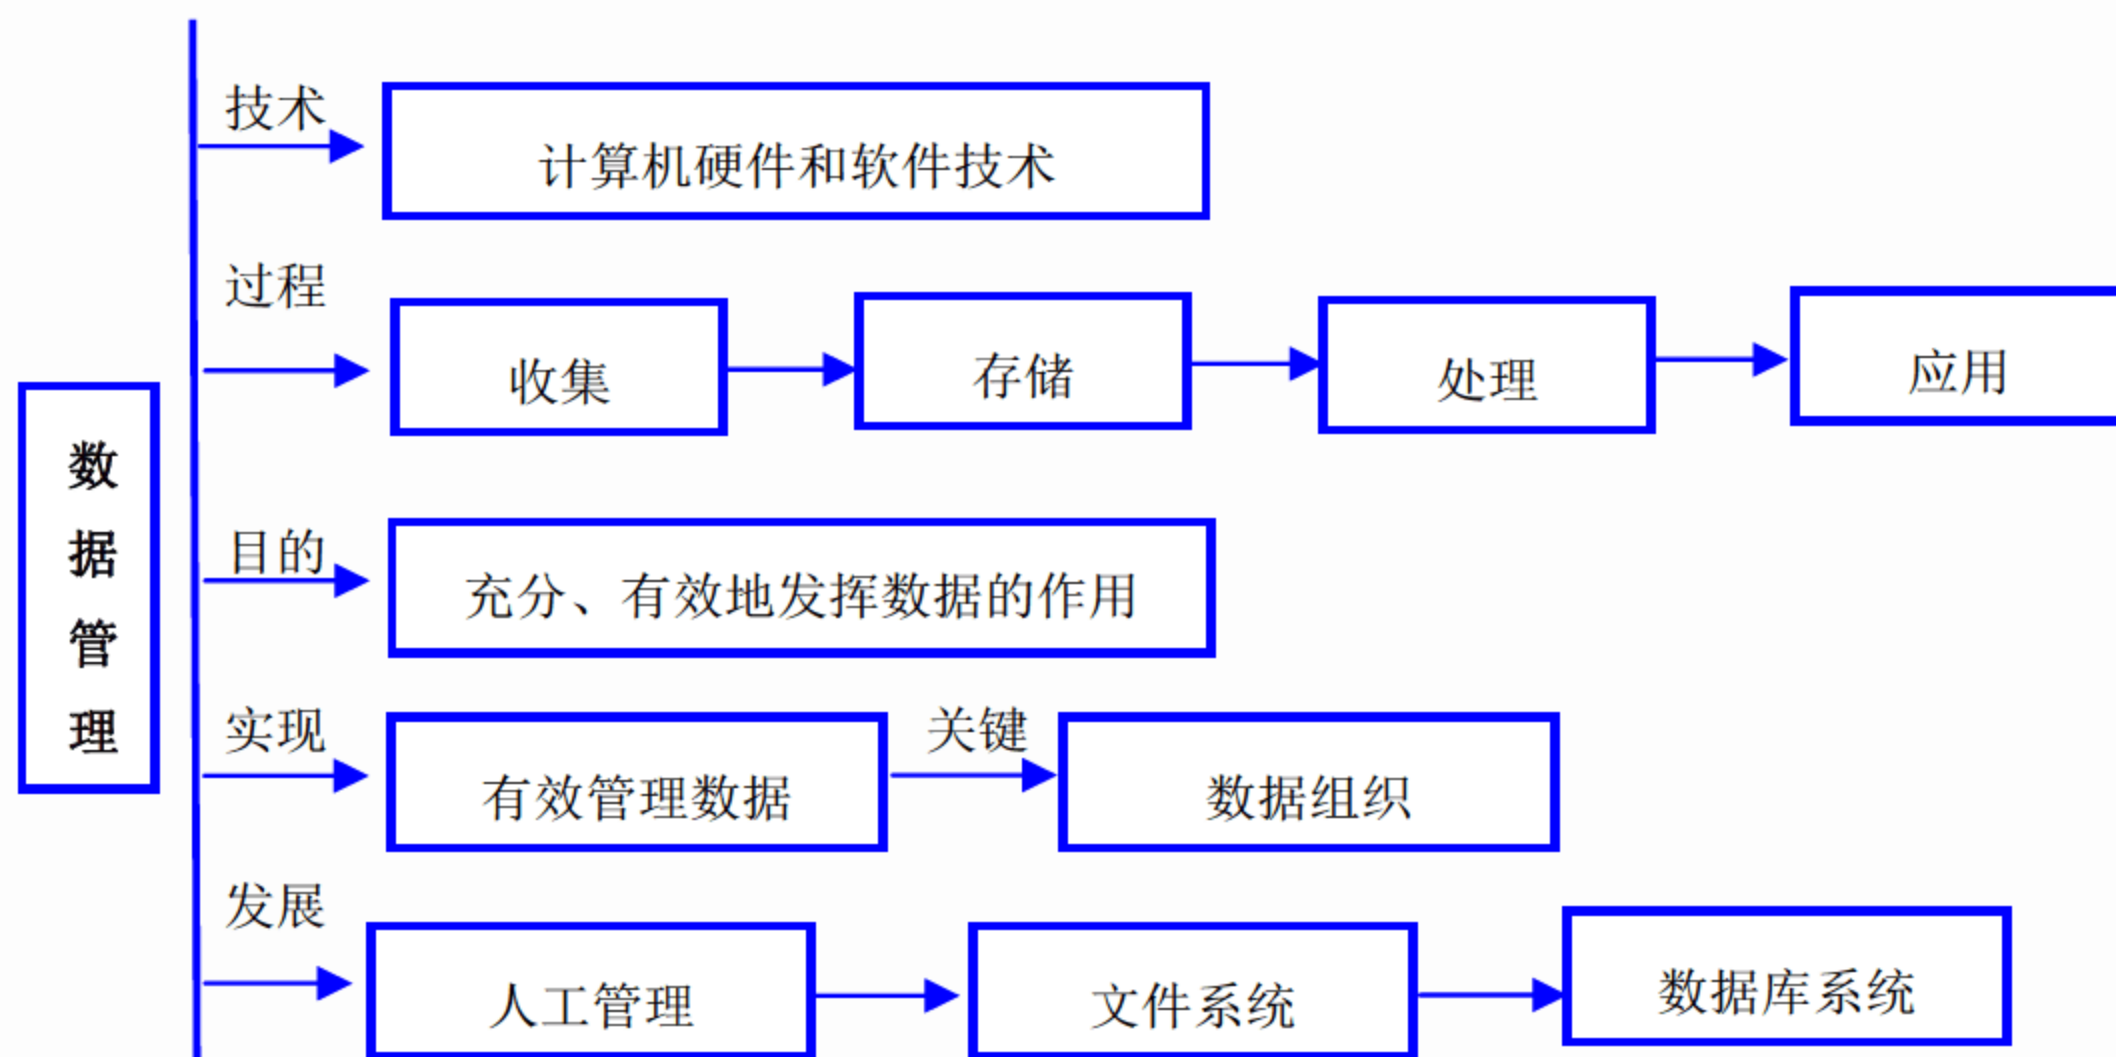 数据管理
技术
计算机硬件和软件技术
过程
收集
存储
处理
应用
目的
充分、有效地发挥数据的作用
实现
有效管理数据
关键
数据组织
发展
人工管理
文件系统
数据库系统